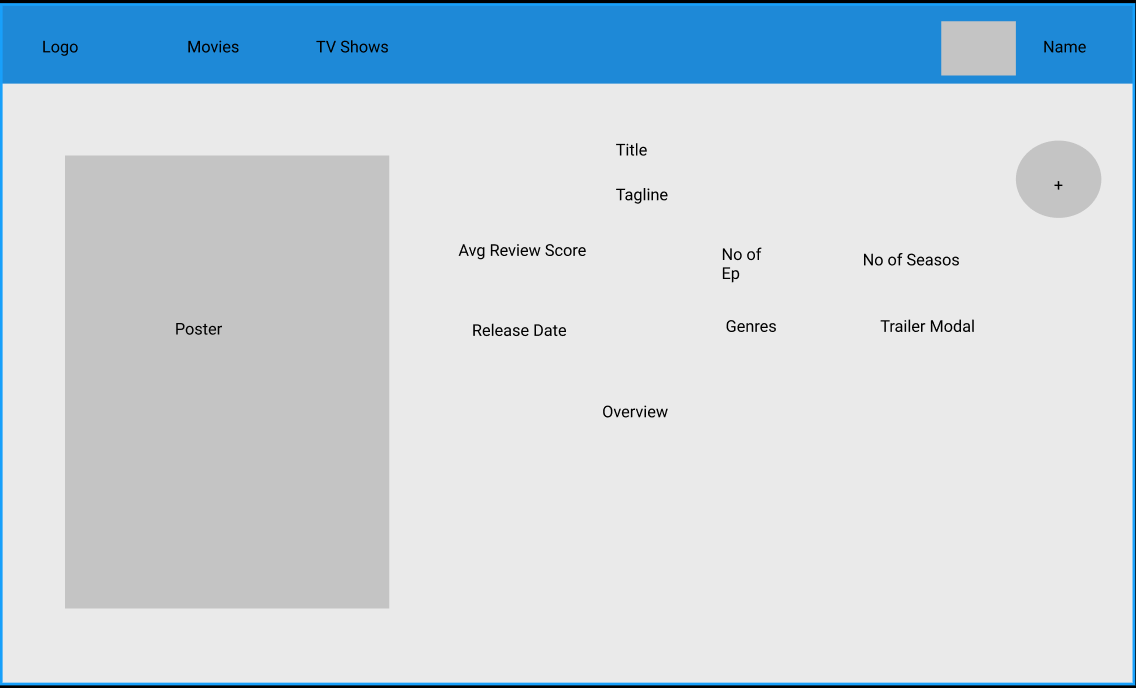 Logo
Movies
TV Shows
Name
Title
+
Tagline
Avg Review Score
No of
Ep
No of Seasos
Poster
Release Date
Genres
Trailer Modal
Overview